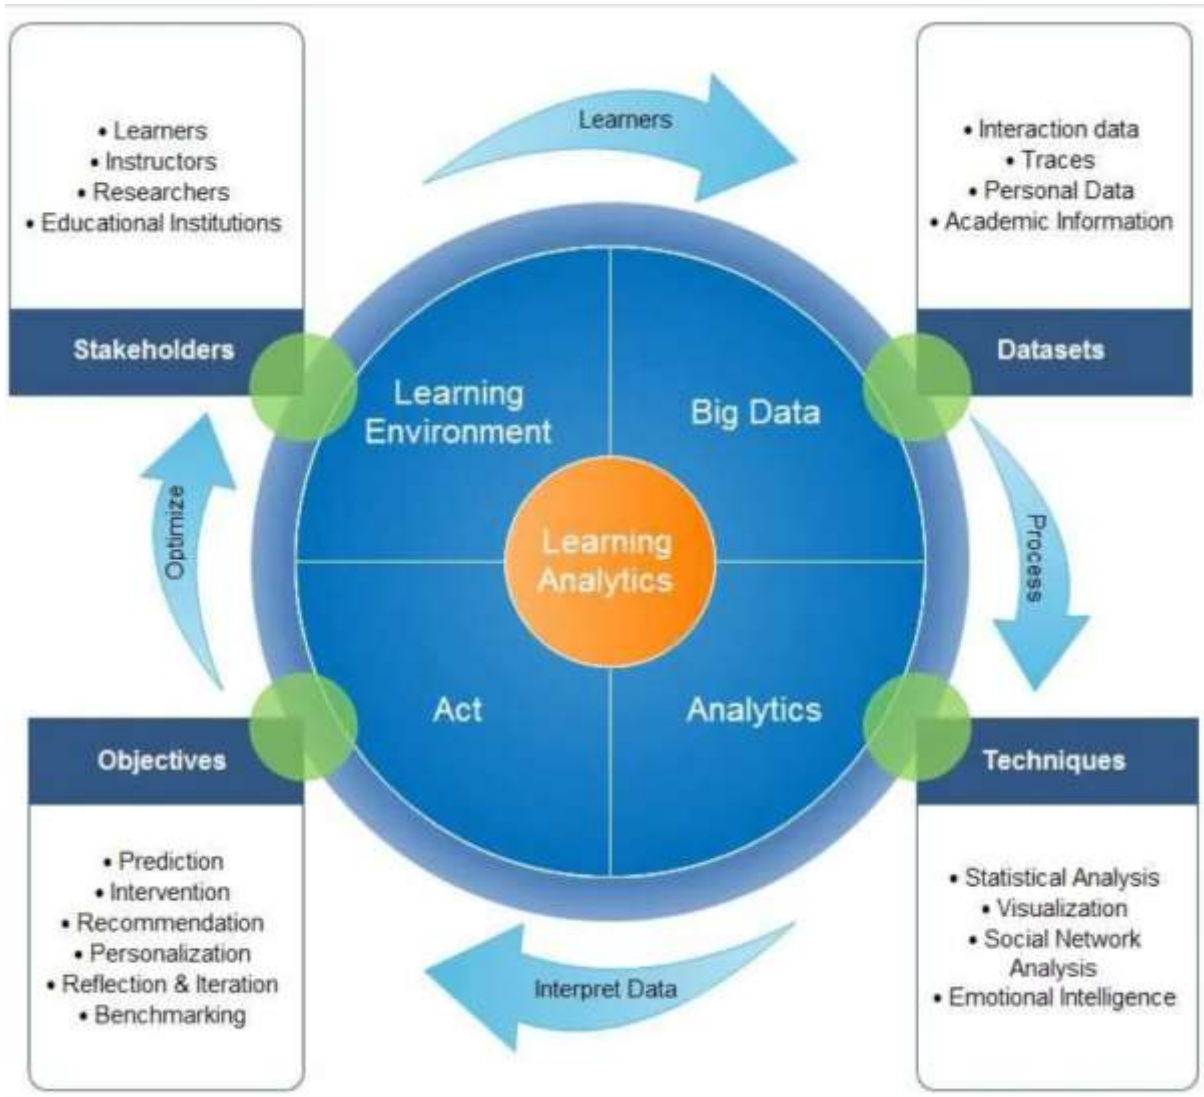 • Learners
• Instructors
• Researchers
• Educational Institutions
Stakeholders
Learners
• Interaction data
• Traces
• Personal Data
• Academic Information
Datasets
Learning
Environment
Big Data
Learning
Analytics
Act
Analytics
Optimize
Process
Objectives
• Prediction
• Intervention
• Recommendation
• Personalization
• Reflection & Iteration
• Benchmarking
Interpret Data
Techniques
• Statistical Analysis
• Visualization
• Social Network
Analysis
• Emotional Intelligence